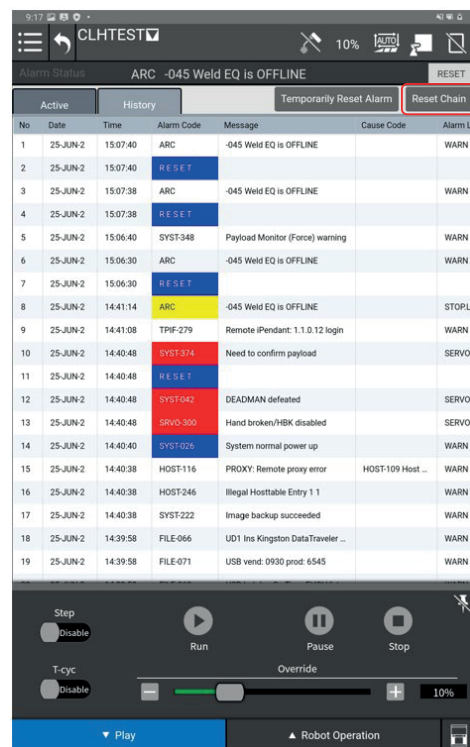 9:17
CLHTEST
10%
AUTO
Alarm Status ARC -045 Weld EQ is OFFLINE RESET
Active History Temporarily Reset Alarm Reset Chain
No Date Time Alarm Code Message Cause Code Alarm L
1 25-JUN-2 15:07:40 ARC -045 Weld EQ is OFFLINE WARN
2 25-JUN-2 15:07:40 RESET
3 25-JUN-2 15:07:38 ARC -045 Weld EQ is OFFLINE WARN
4 25-JUN-2 15:07:38 RESET
5 25-JUN-2 15:06:40 SYST-348 Payload Monitor (Force) warning WARN
6 25-JUN-2 15:06:30 ARC -045 Weld EQ is OFFLINE WARN
7 25-JUN-2 15:06:30 RESET
8 25-JUN-2 14:41:14 ARC -045 Weld EQ is OFFLINE STOP.L
9 25-JUN-2 14:41:08 TPIF-279 Remote iPendant: 1.1.0.12 login WARN
10 25-JUN-2 14:40:48 SYST-374 Need to confirm payload SERVO
11 25-JUN-2 14:40:48 RESET
12 25-JUN-2 14:40:48 SYST-042 DEADMAN defeated SERVO
13 25-JUN-2 14:40:48 SRVO-300 Hand broken/HBK disabled SERVO
14 25-JUN-2 14:40:40 SYST-026 System normal power up WARN
15 25-JUN-2 14:40:38 HOST-116 PROXY: Remote proxy error HOST-109 Host ... WARN
16 25-JUN-2 14:40:38 HOST-246 Illegal Hosttable Entry 1 1 WARN
17 25-JUN-2 14:40:38 SYST-222 Image backup succeeded WARN
18 25-JUN-2 14:39:58 FILE-066 UD1 Ins Kingston DataTraveler ... WARN
19 25-JUN-2 14:39:58 FILE-071 USB vend: 0930 prod: 6545 WARN
Step
Disable
Run Pause Stop
T-cyc Override
Disable 10%
▼ Play ▲ Robot Operation